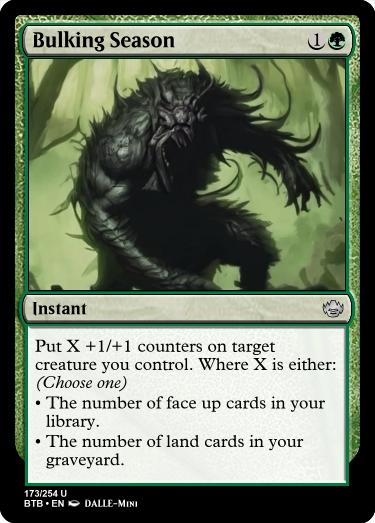 Bulking Season 1
Instant
Put X +1/+1 counters on target
creature you control. Where X is either:
(Choose one)
• The number of face up cards in your
library.
• The number of land cards in your
graveyard.
173/254 U
BTB • EN DALLE-Mini